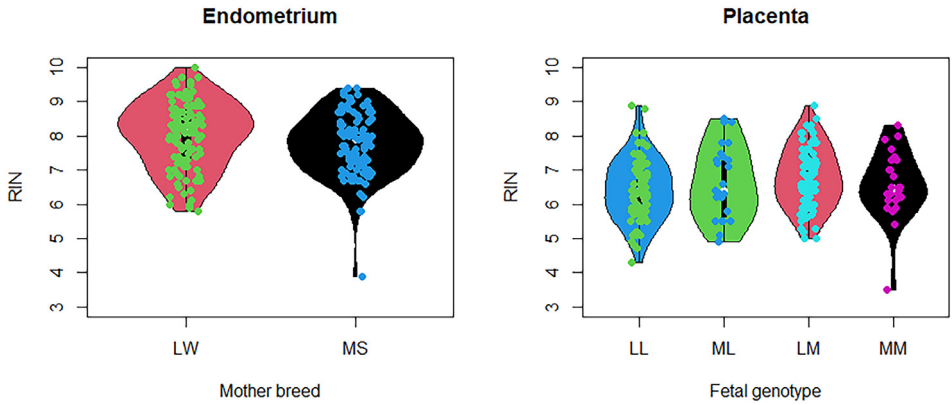 Endometrium
RIN
10
9
8
7
6
5
4
3
LW MS
Mother breed
Placenta
RIN
10
9
8
7
6
5
4
3
LL ML LM MM
Fetal genotype